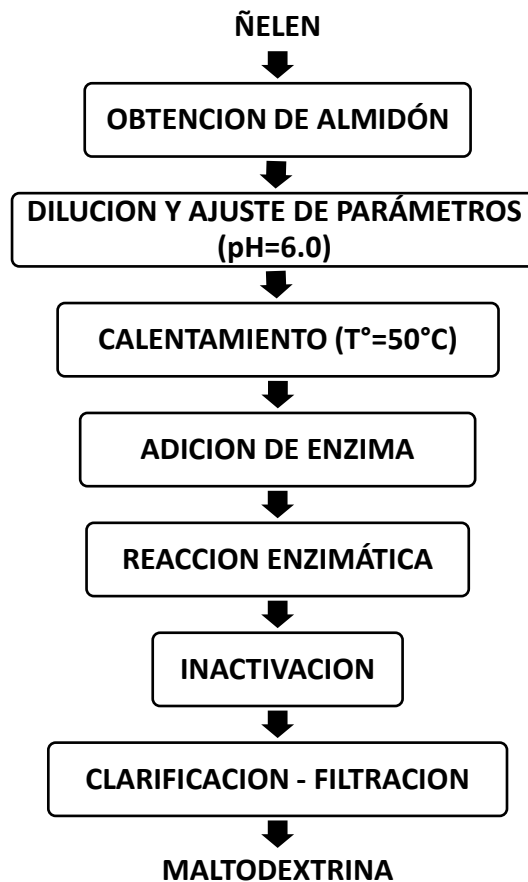 ÑELEN
OBTENCION DE ALMIDÓN
DILUCION Y AJUSTE DE PARÁMETROS
(pH=6.0)
CALENTAMIENTO (T°=50°C)
ADICION DE ENZIMA
REACCION ENZIMÁTICA
INACTIVACION
CLARIFICACION - FILTRACION
MALTODEXTRINA